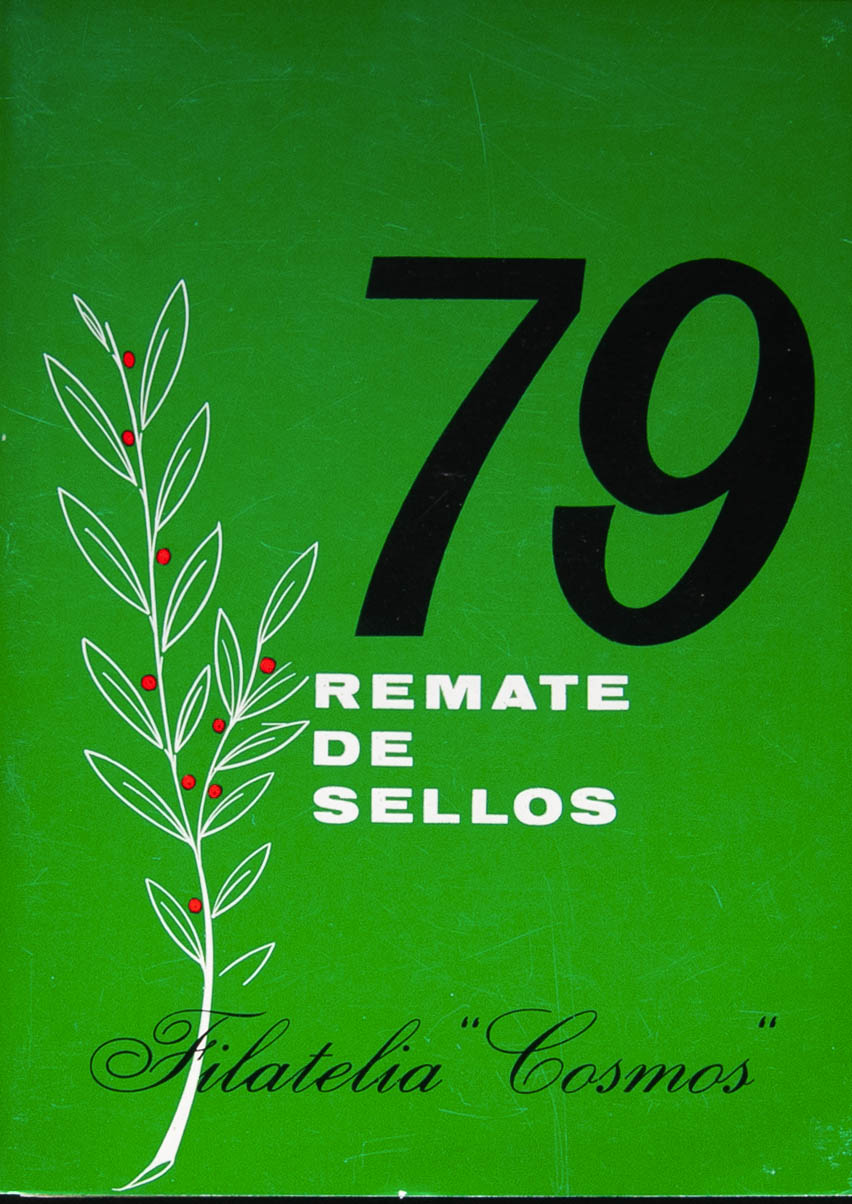 79
REMATE
DE
SELLOS
Filatelia "Cosmos"